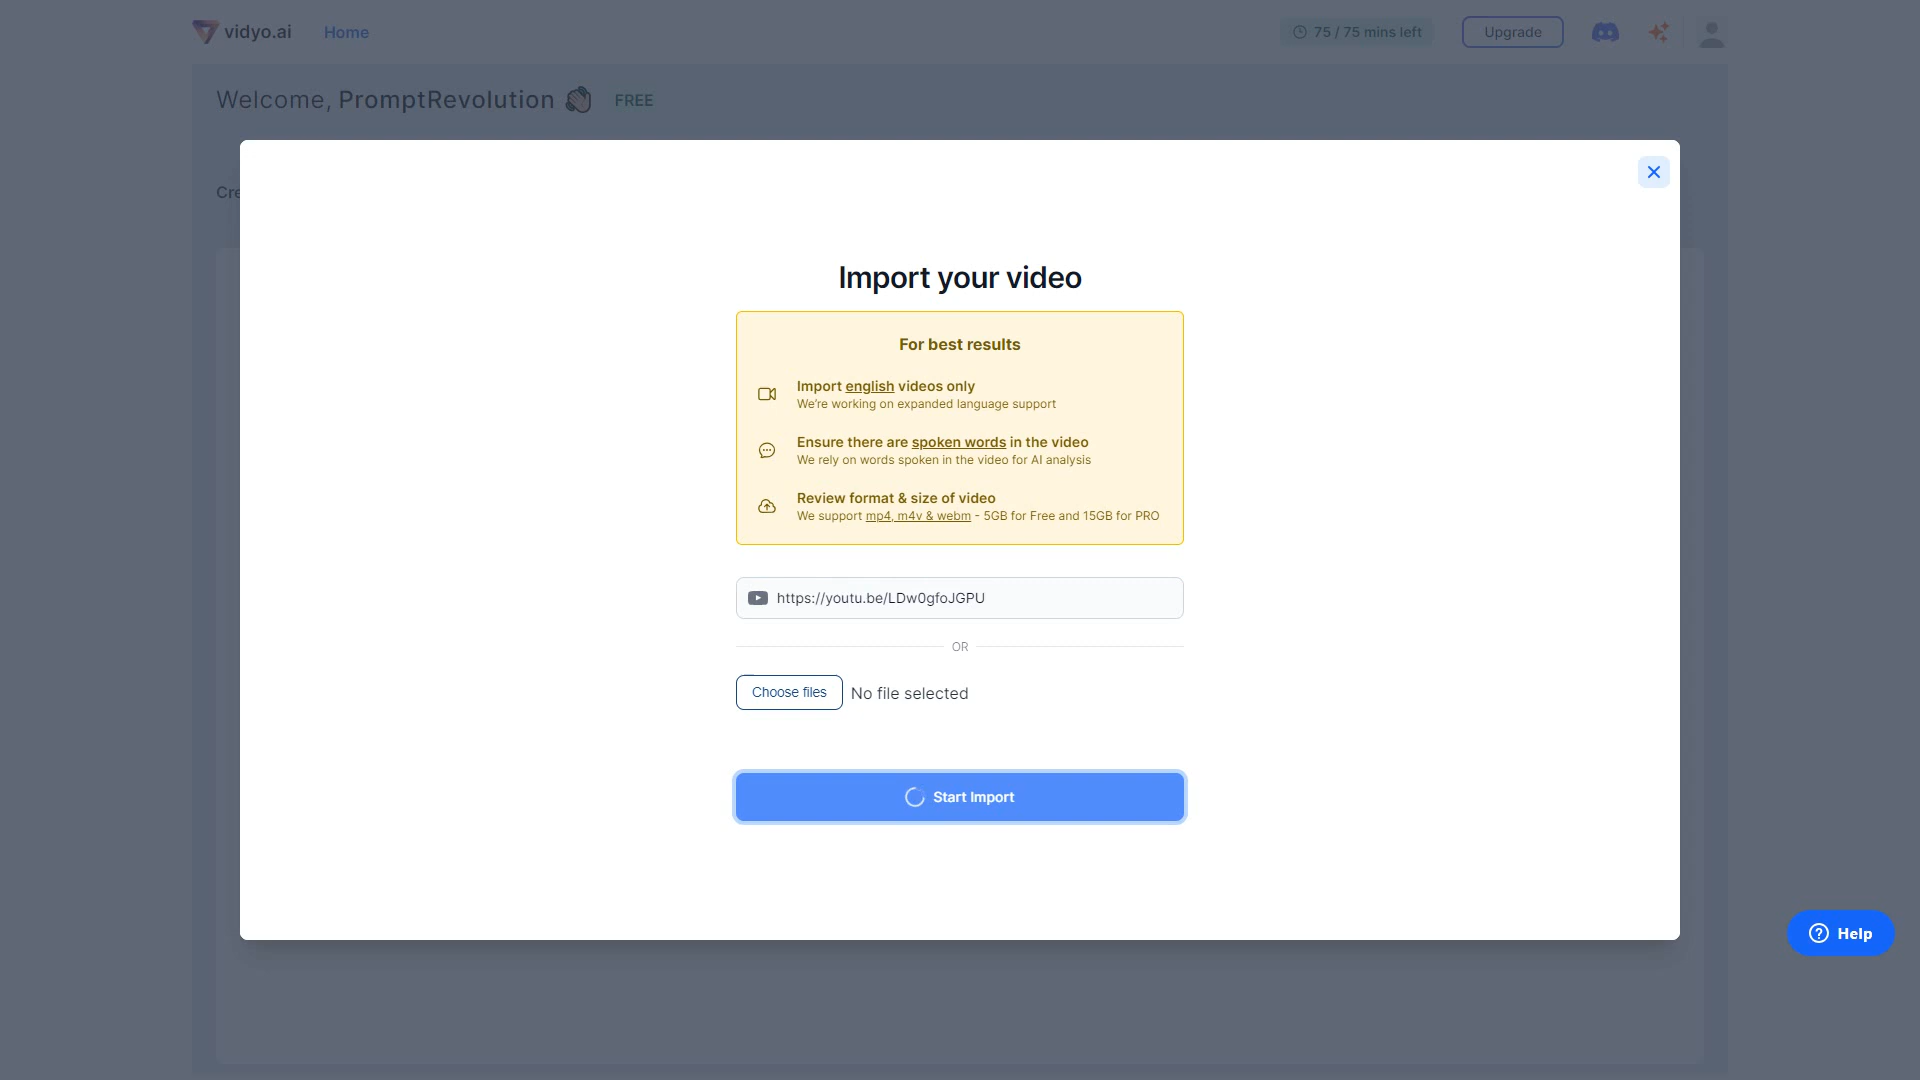 vidyo.ai
Home
75 / 75 mins left
Upgrade
Welcome, PromptRevolution
FREE
Cre
Import your video
For best results
Import english videos only
We're working on expanded language support
Ensure there are spoken words in the video
We rely on words spoken in the video for AI analysis
Review format & size of video
We support mp4, m4v & webm - 5GB for Free and 15GB for PRO
https://youtu.be/LDw0gfoJGPU
OR
Choose files
No file selected
Start Import
Help